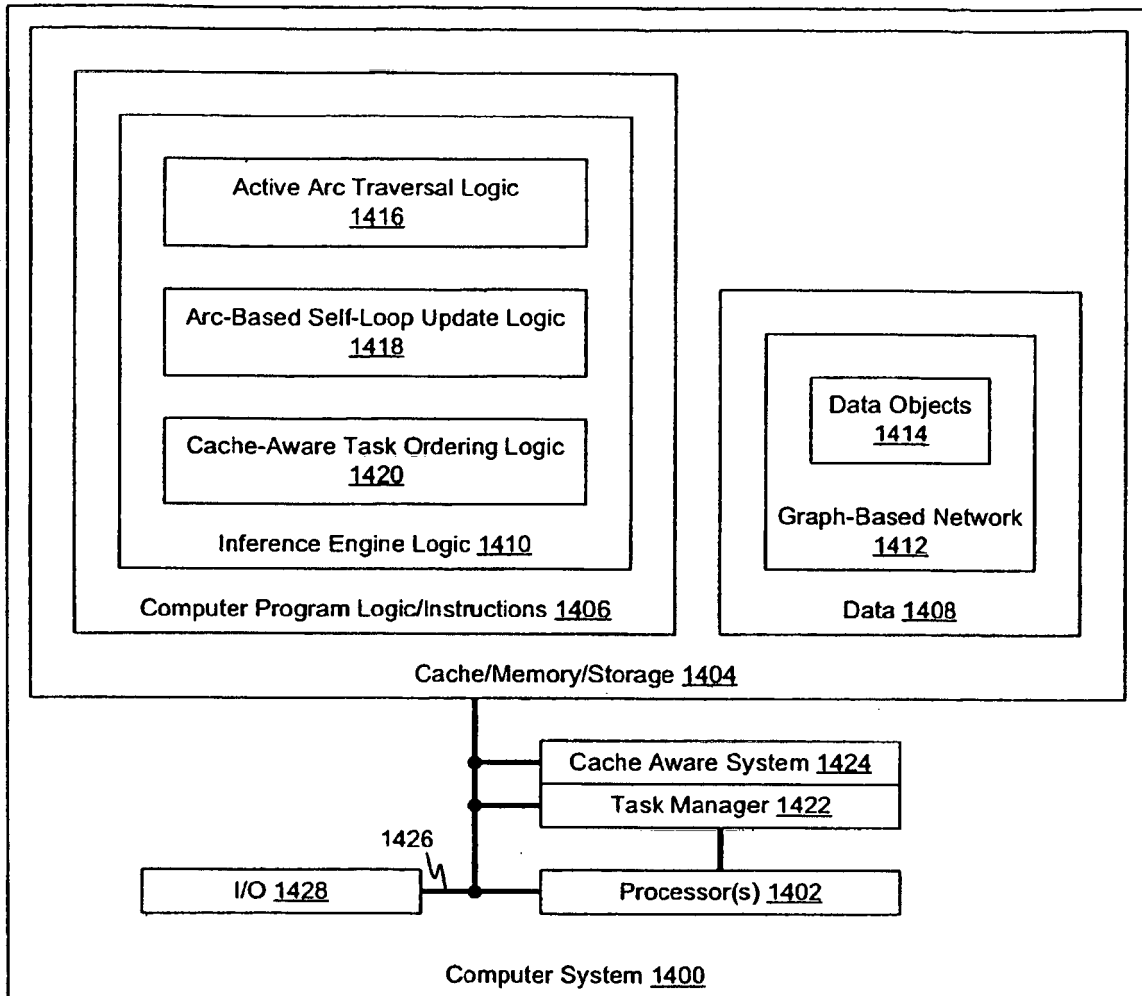 Active Arc Traversal Logic
1416
Arc-Based Self-Loop Update Logic
1418
Cache-Aware Task Ordering Logic
1420
Inference Engine Logic 1410
Computer Program Logic/Instructions 1406
Data Objects
1414
Graph-Based Network
1412
Data 1408
Cache/Memory/Storage 1404
Cache Aware System 1424
Task Manager 1422
1426
I/O 1428
Processor(s) 1402
Computer System 1400